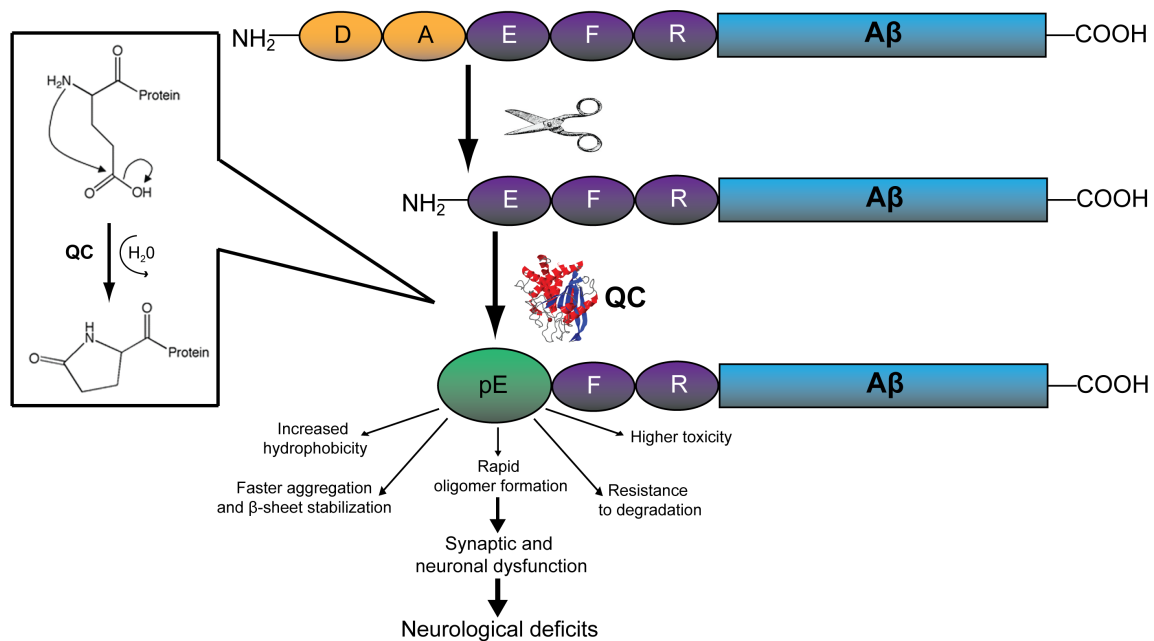 NH2 D A E F R Aβ COOH
O
H2N
Protein
O OH
NH2 E F R Aβ COOH
QC H20
QC
O
H
N
O
Protein
pE F R Aβ COOH
Increased
hydrophobicity
Higher toxicity
Rapid
oligomer formation
Faster aggregation
and β-sheet stabilization
Resistance
to degradation
Synaptic and
neuronal dysfunction
Neurological deficits